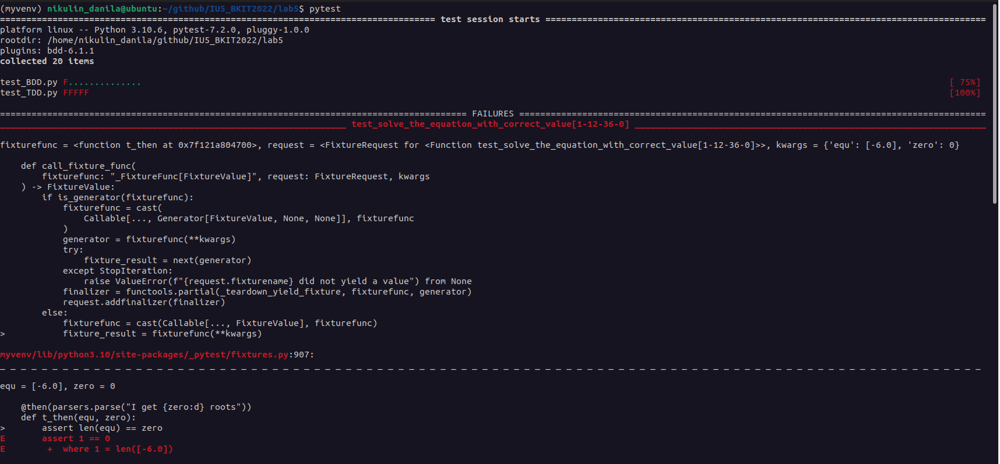 (myvenv) nikulin_danila@ubuntu:~/github/IU5_BKIT2022/lab5$ pytest
=================================================================================== test session starts ====================================================================================
platform linux -- Python 3.10.6, pytest-7.2.0, pluggy-1.0.0
rootdir: /home/nikulin_danila/github/IU5_BKIT2022/lab5
plugins: bdd-6.1.1
collected 20 items
test_BDD.py F.............. [ 75%]
test_TDD.py FFFFF [100%]
========================================================================================= FAILURES =========================================================================================
__________________________________________________________________ test_solve_the_equation_with_correct_value[1-12-36-0] ___________________________________________________________________
fixturefunc = <function t_then at 0x7f121a804700>, request = <FixtureRequest for <Function test_solve_the_equation_with_correct_value[1-12-36-0]>>, kwargs = {'equ': [-6.0], 'zero': 0}
    def call_fixture_func(
        fixturefunc: "_FixtureFunc[FixtureValue]", request: FixtureRequest, kwargs
    ) -> FixtureValue:
        if is_generator(fixturefunc):
            fixturefunc = cast(
                Callable[..., Generator[FixtureValue, None, None]], fixturefunc
            )
            generator = fixturefunc(**kwargs)
            try:
                fixture_result = next(generator)
            except StopIteration:
                raise ValueError(f"{request.fixturename} did not yield a value") from None
            finalizer = functools.partial(_teardown_yield_fixture, fixturefunc, generator)
            request.addfinalizer(finalizer)
        else:
            fixturefunc = cast(Callable[..., FixtureValue], fixturefunc)
>           fixture_result = fixturefunc(**kwargs)
myvenv/lib/python3.10/site-packages/_pytest/fixtures.py:907:
_ _ _ _ _ _ _ _ _ _ _ _ _ _ _ _ _ _ _ _ _ _ _ _ _ _ _ _ _ _ _ _ _ _ _ _ _ _ _ _ _ _ _ _ _ _ _ _ _ _ _ _ _ _ _ _ _ _ _ _ _ _ _ _ _ _ _ _ _ _ _ _ _ _ _ _ _ _ _ _ _ _ _ _ _ _ _ _ _ _ _ _ _ _
equ = [-6.0], zero = 0
    @then(parsers.parse("I get {zero:d} roots"))
    def t_then(equ, zero):
>       assert len(equ) == zero
E       assert 1 == 0
E        +  where 1 = len([-6.0])